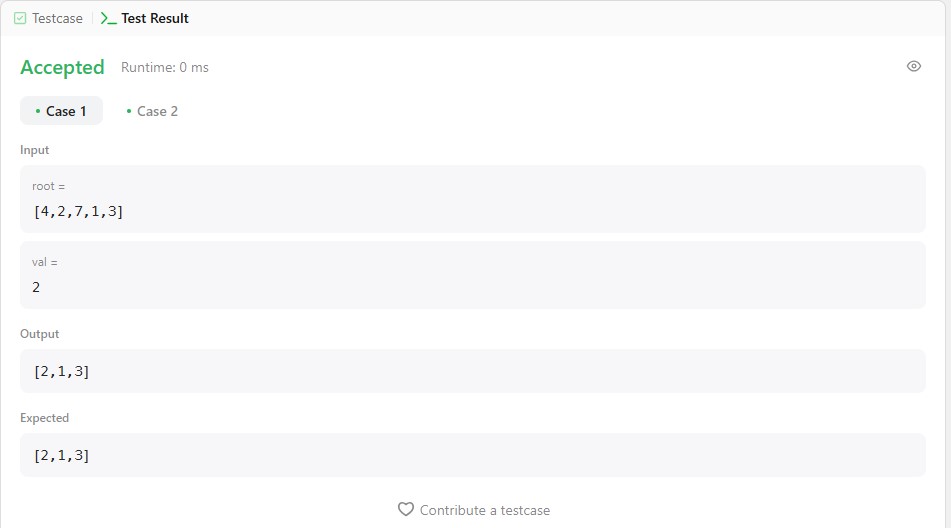 Testcase Test Result
Accepted Runtime: 0 ms
Case 1 Case 2
Input
root =
[4,2,7,1,3]
val =
2
Output
[2,1,3]
Expected
[2,1,3]
Contribute a testcase